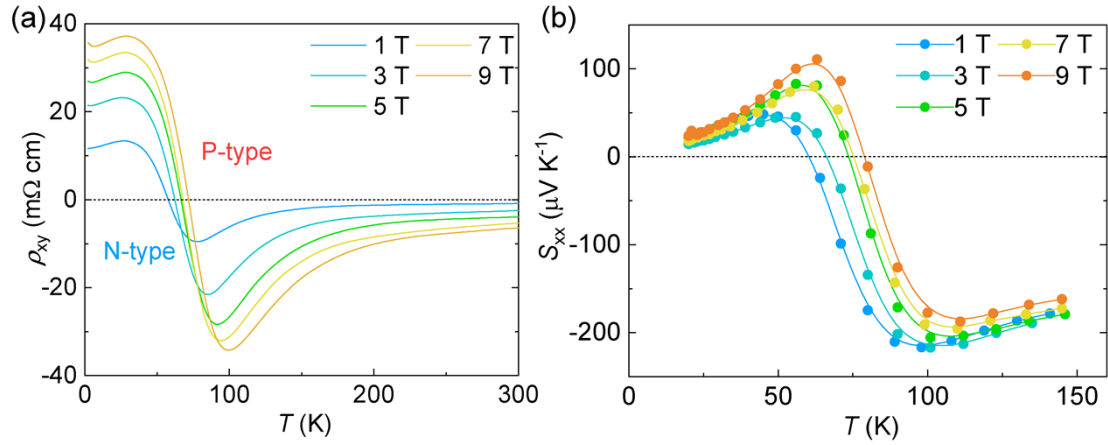 (a)
40
20
0
-20
-40
ρxy (mΩ cm)
1 T
7 T
3 T
9 T
5 T
P-type
N-type
0
100
200
300
T (K)
(b)
100
0
-100
-200
Sxx (μV K⁻¹)
1 T
7 T
3 T
9 T
5 T
0
50
100
150
T (K)